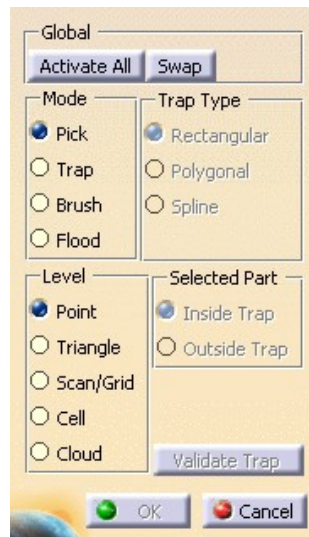 Global
Activate All Swap
Mode Trap Type
Pick Rectangular
Trap Polygonal
Brush Spline
Flood
Level Selected Part
Point Inside Trap
Triangle Outside Trap
Scan/Grid
Cell
Cloud Validate Trap
OK Cancel